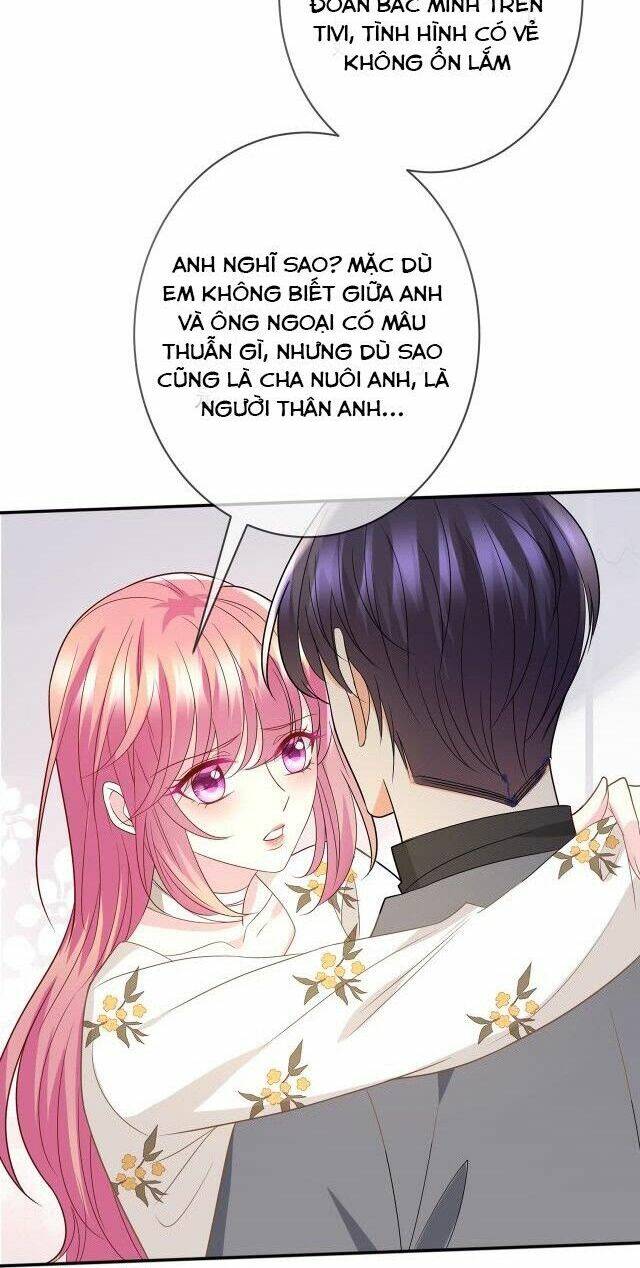 ĐOÀN BẮC MINH TRÊN
TIVI, TÌNH HÌNH CÓ VẺ
KHÔNG ỔN LẮM
ANH NGHĨ SAO? MẶC DÙ
EM KHÔNG BIẾT GIỮA ANH
VÀ ÔNG NGOẠI CÓ MÂU
THUẪN GÌ, NHƯNG DÙ SAO
CŨNG LÀ CHA NUÔI ANH, LÀ
NGƯỜI THÂN ANH...